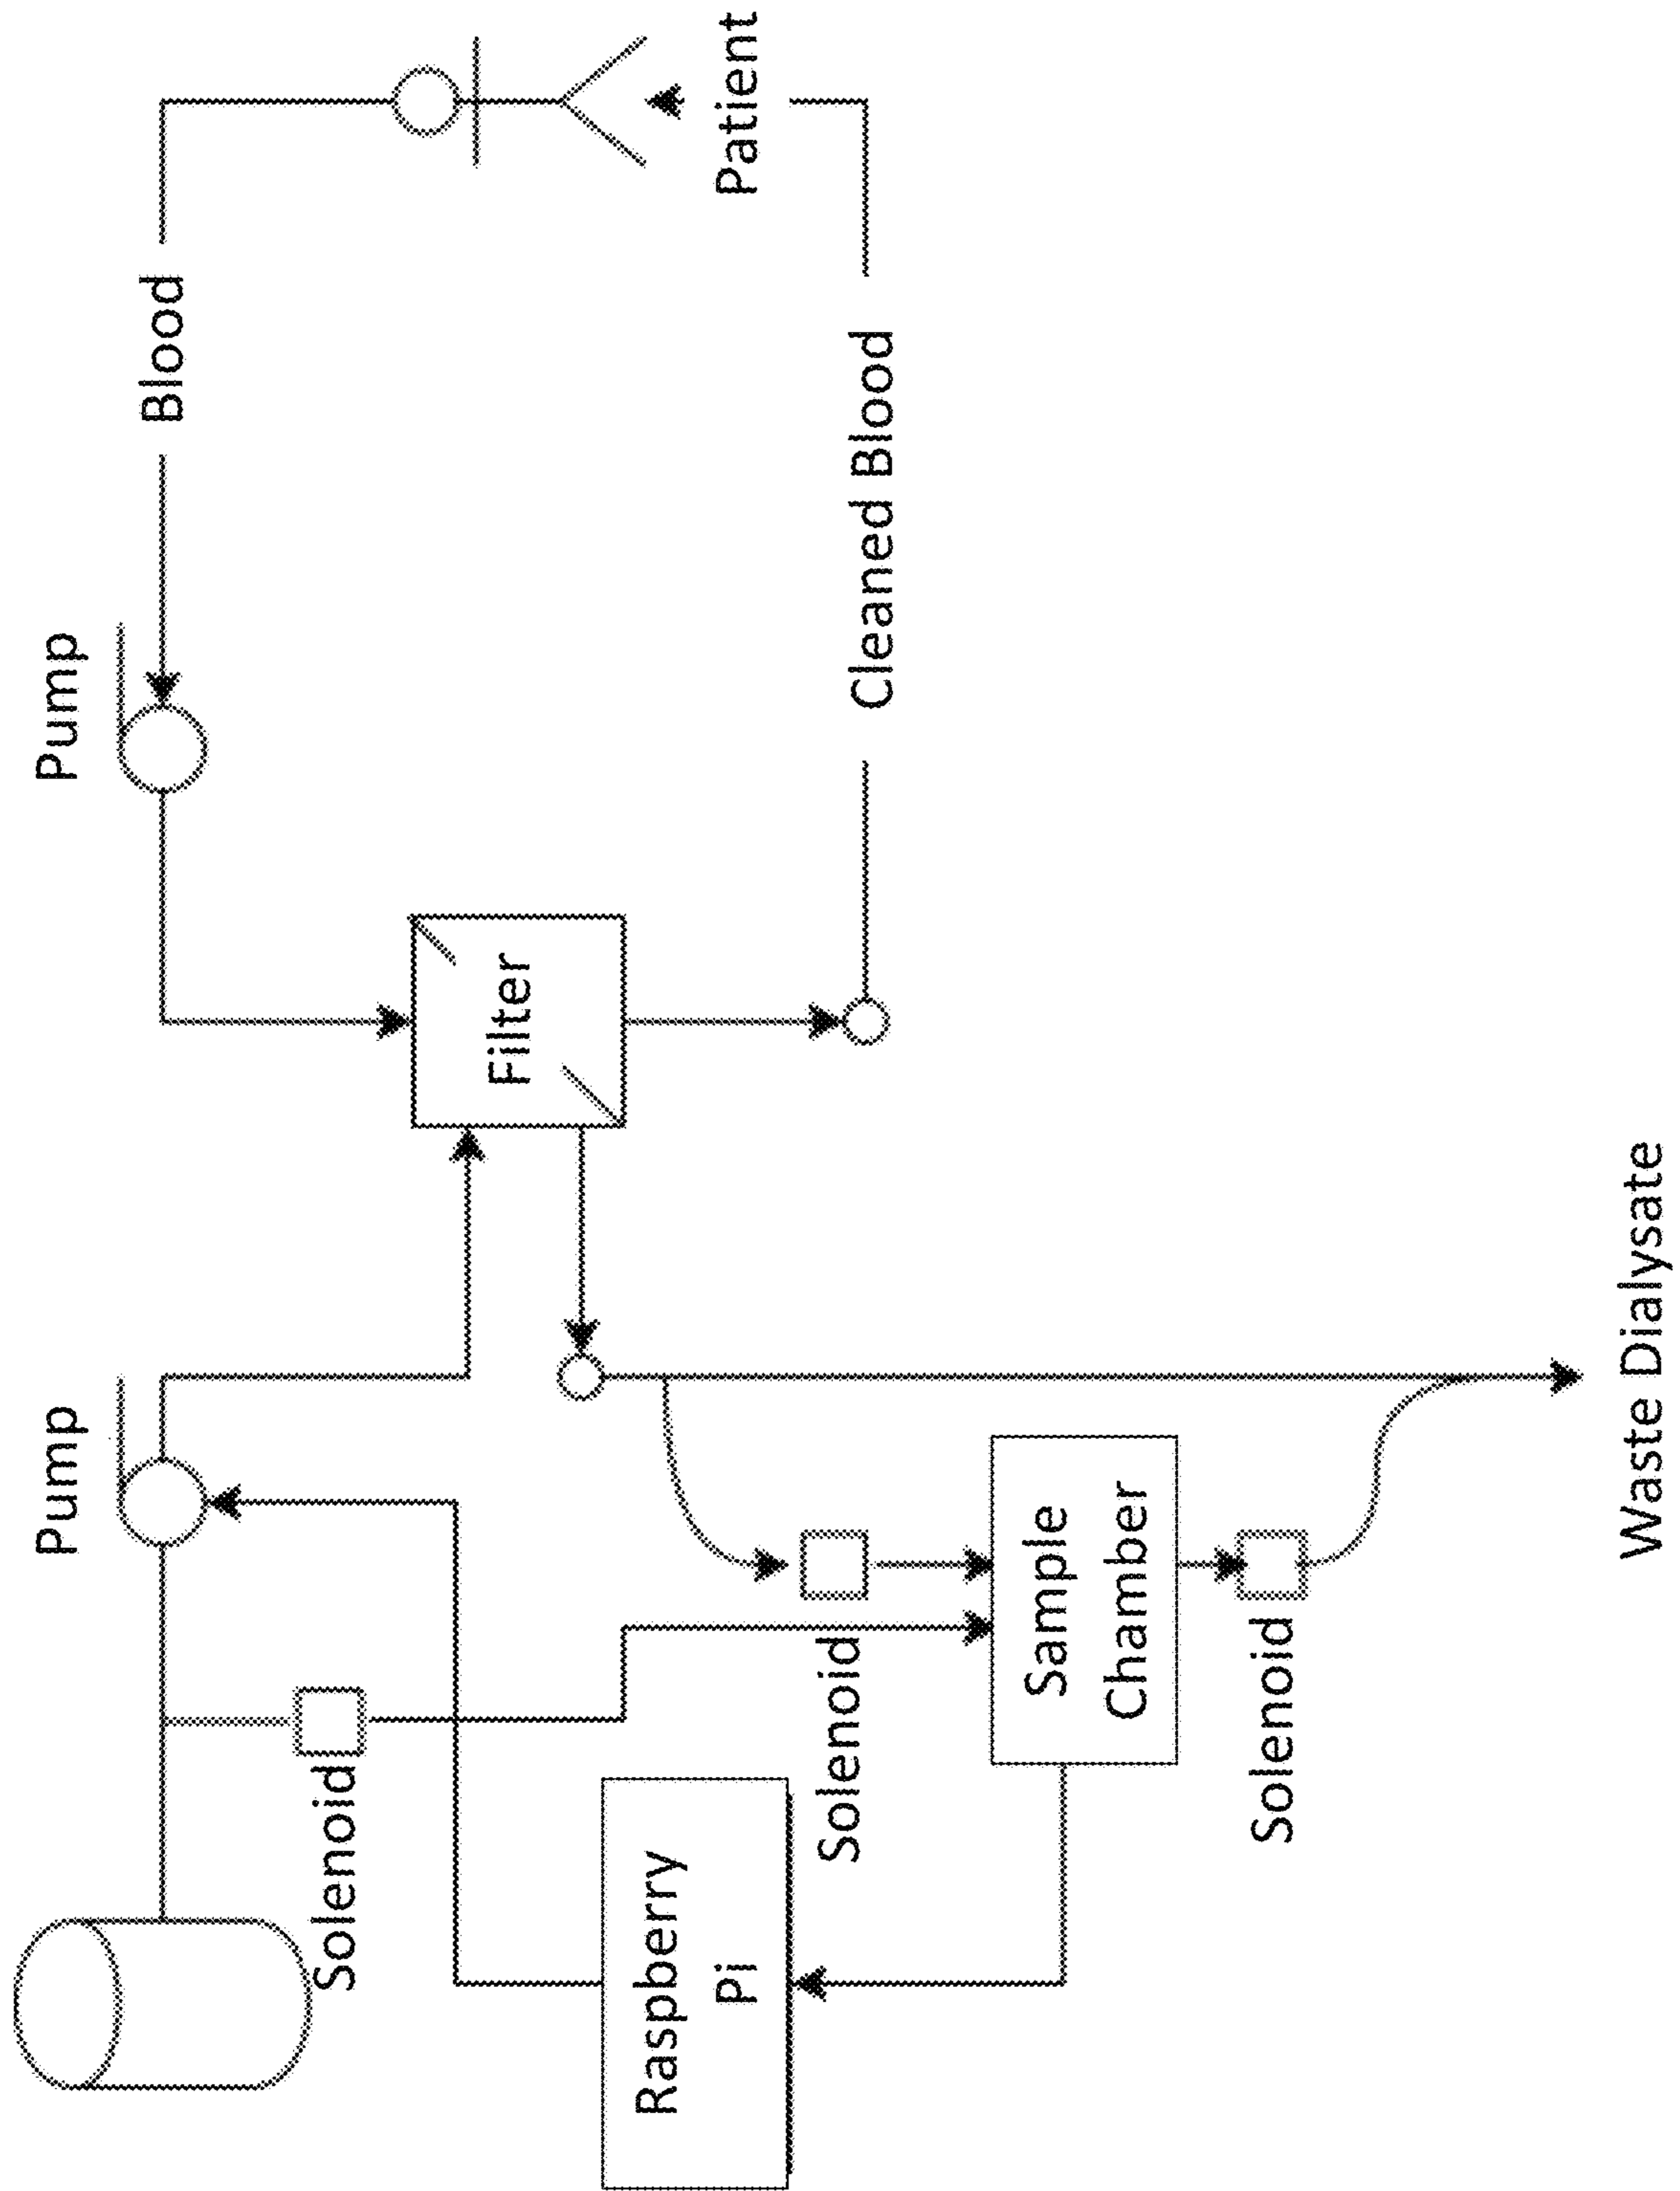 Pump
Pump
Blood
Solenoid
Filter
Raspberry
Pi
Patient
Solenoid
Cleaned Blood
Sample
Chamber
Solenoid
Waste Dialysate